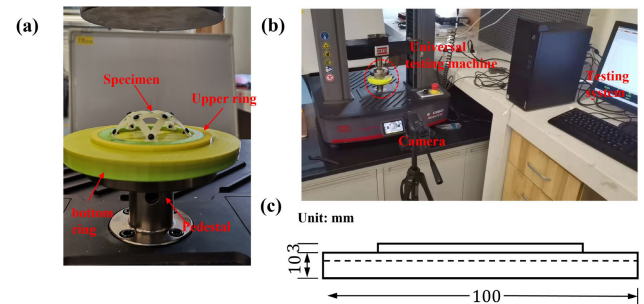 (a)
Specimen
Upper ring
bottom
ring
Pedestal
(b)
Universal
testing machine
Testing
system
Camera
(c)
Unit: mm
3
10
100